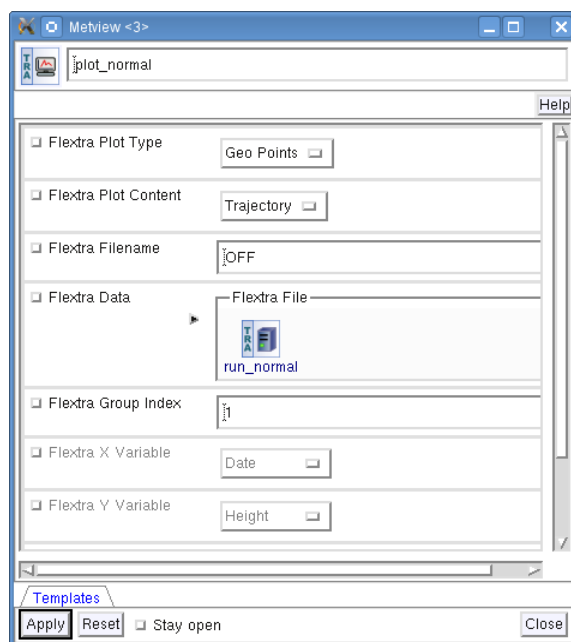 Metview <3>
TRA
plot_normal
Help
Flextra Plot Type
Geo Points
Flextra Plot Content
Trajectory
Flextra Filename
OFF
Flextra Data
Flextra File
TRA
run_normal
Flextra Group Index
1
Flextra X Variable
Date
Flextra Y Variable
Height
Templates
Apply Reset Stay open Close